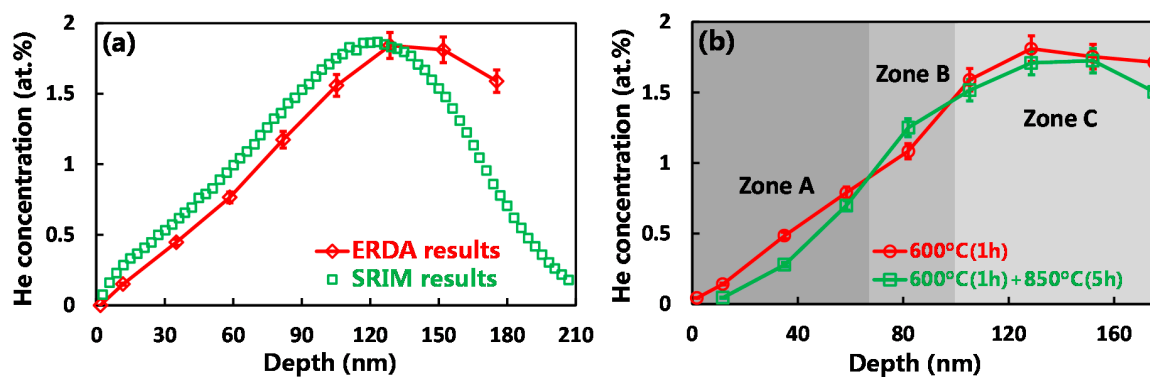 (a)
He concentration (at.%)
2
1.5
1
0.5
0
ERDA results
SRIM results
0 30 60 90 120 150 180 210
Depth (nm)
(b)
He concentration (at.%)
2
1.5
1
0.5
0
Zone A
Zone B
Zone C
600°C(1h)
600°C(1h)+850°C(5h)
0 40 80 120 160
Depth (nm)